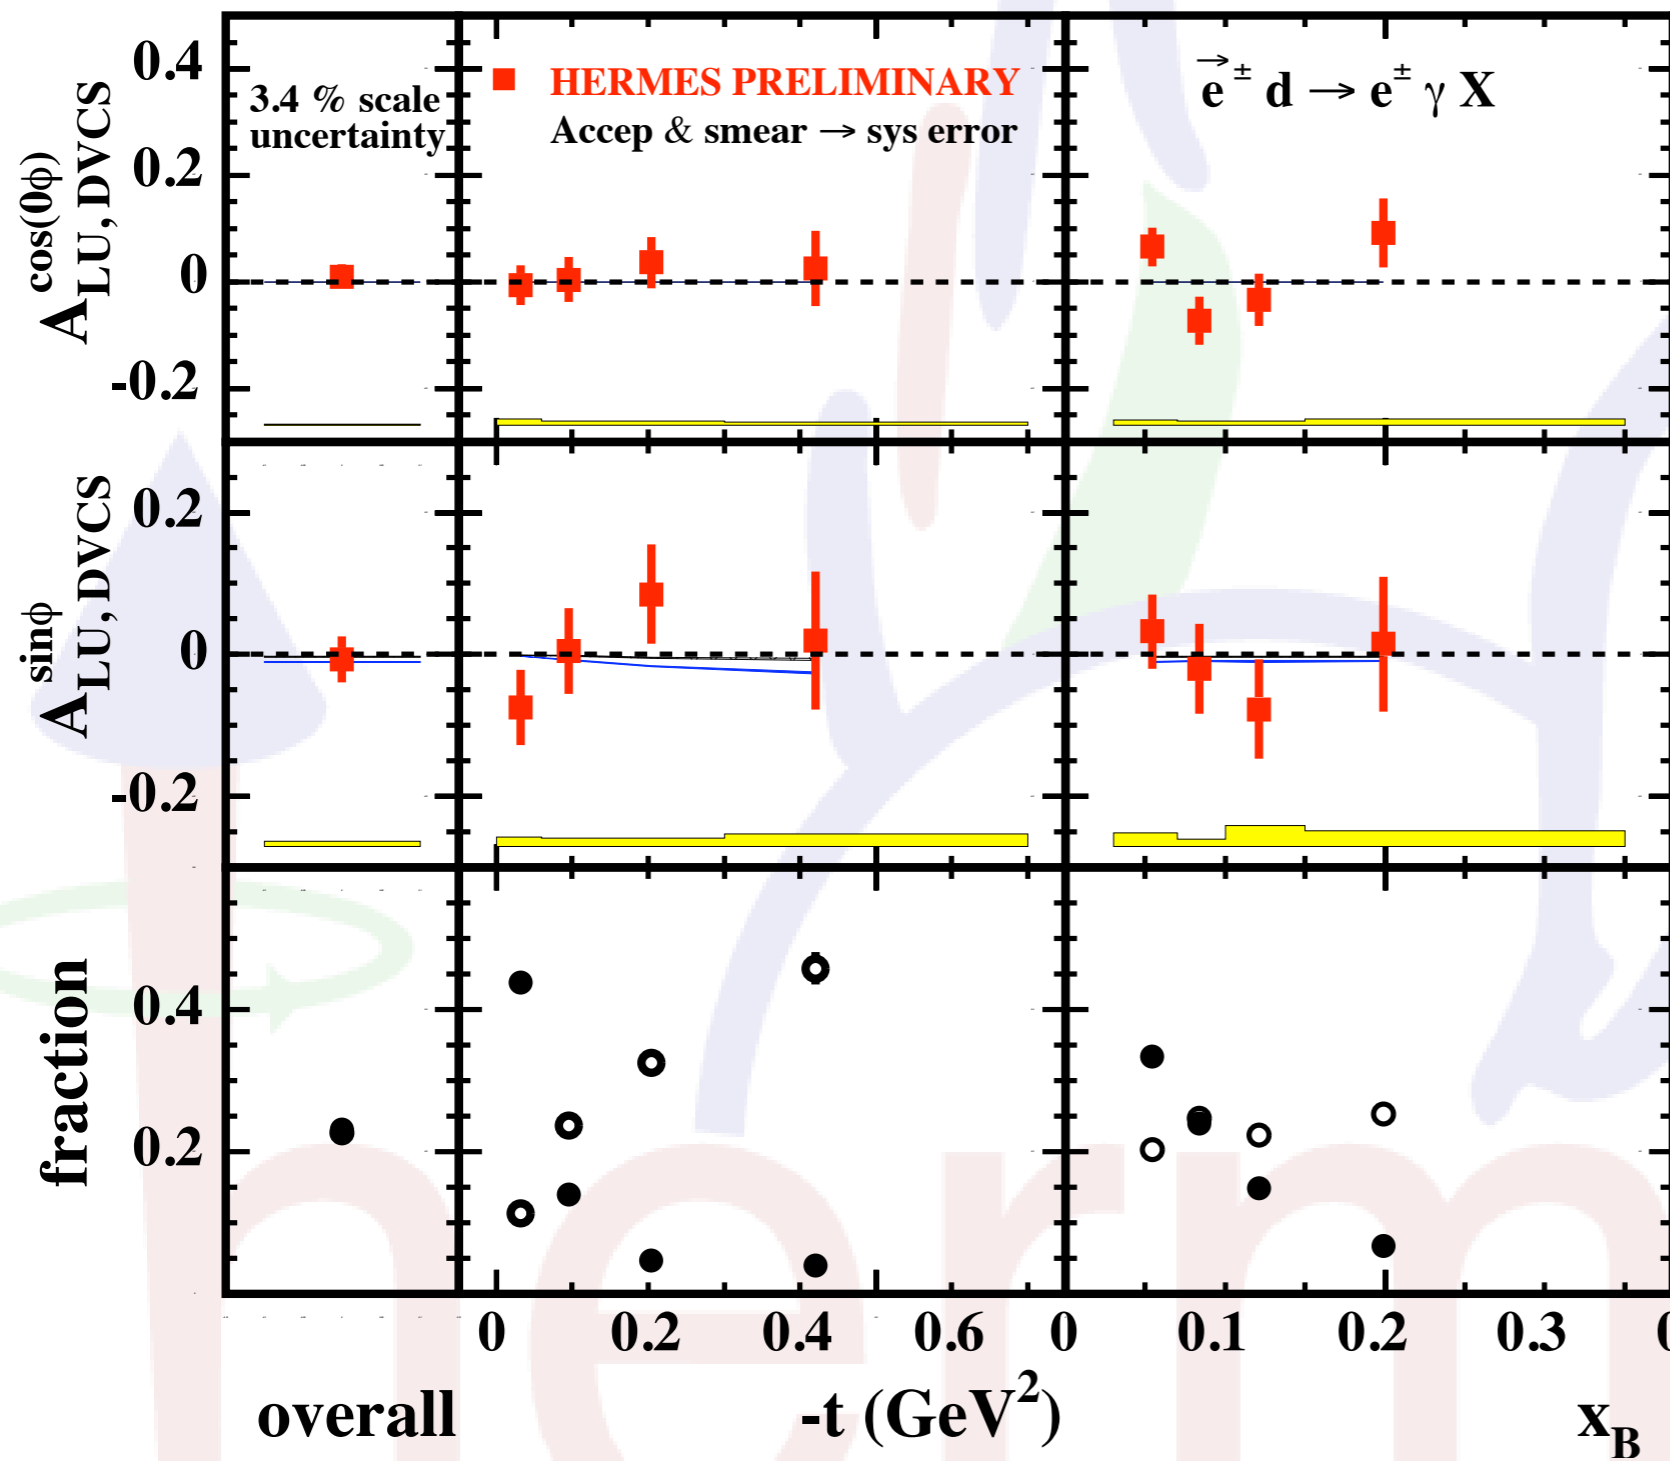 0.4
0.2
0
-0.2
A LU, DVCS cos(0ϕ)
3.4 % scale
uncertainty
HERMES PRELIMINARY
Accep & smear → sys error
e⃗ ± d → e± γ X
0.2
0
-0.2
A LU, DVCS sinϕ
0.4
0.2
fraction
0 0.2 0.4 0.6 0 0.1 0.2 0.3 0
overall -t (GeV²) x_B
herm